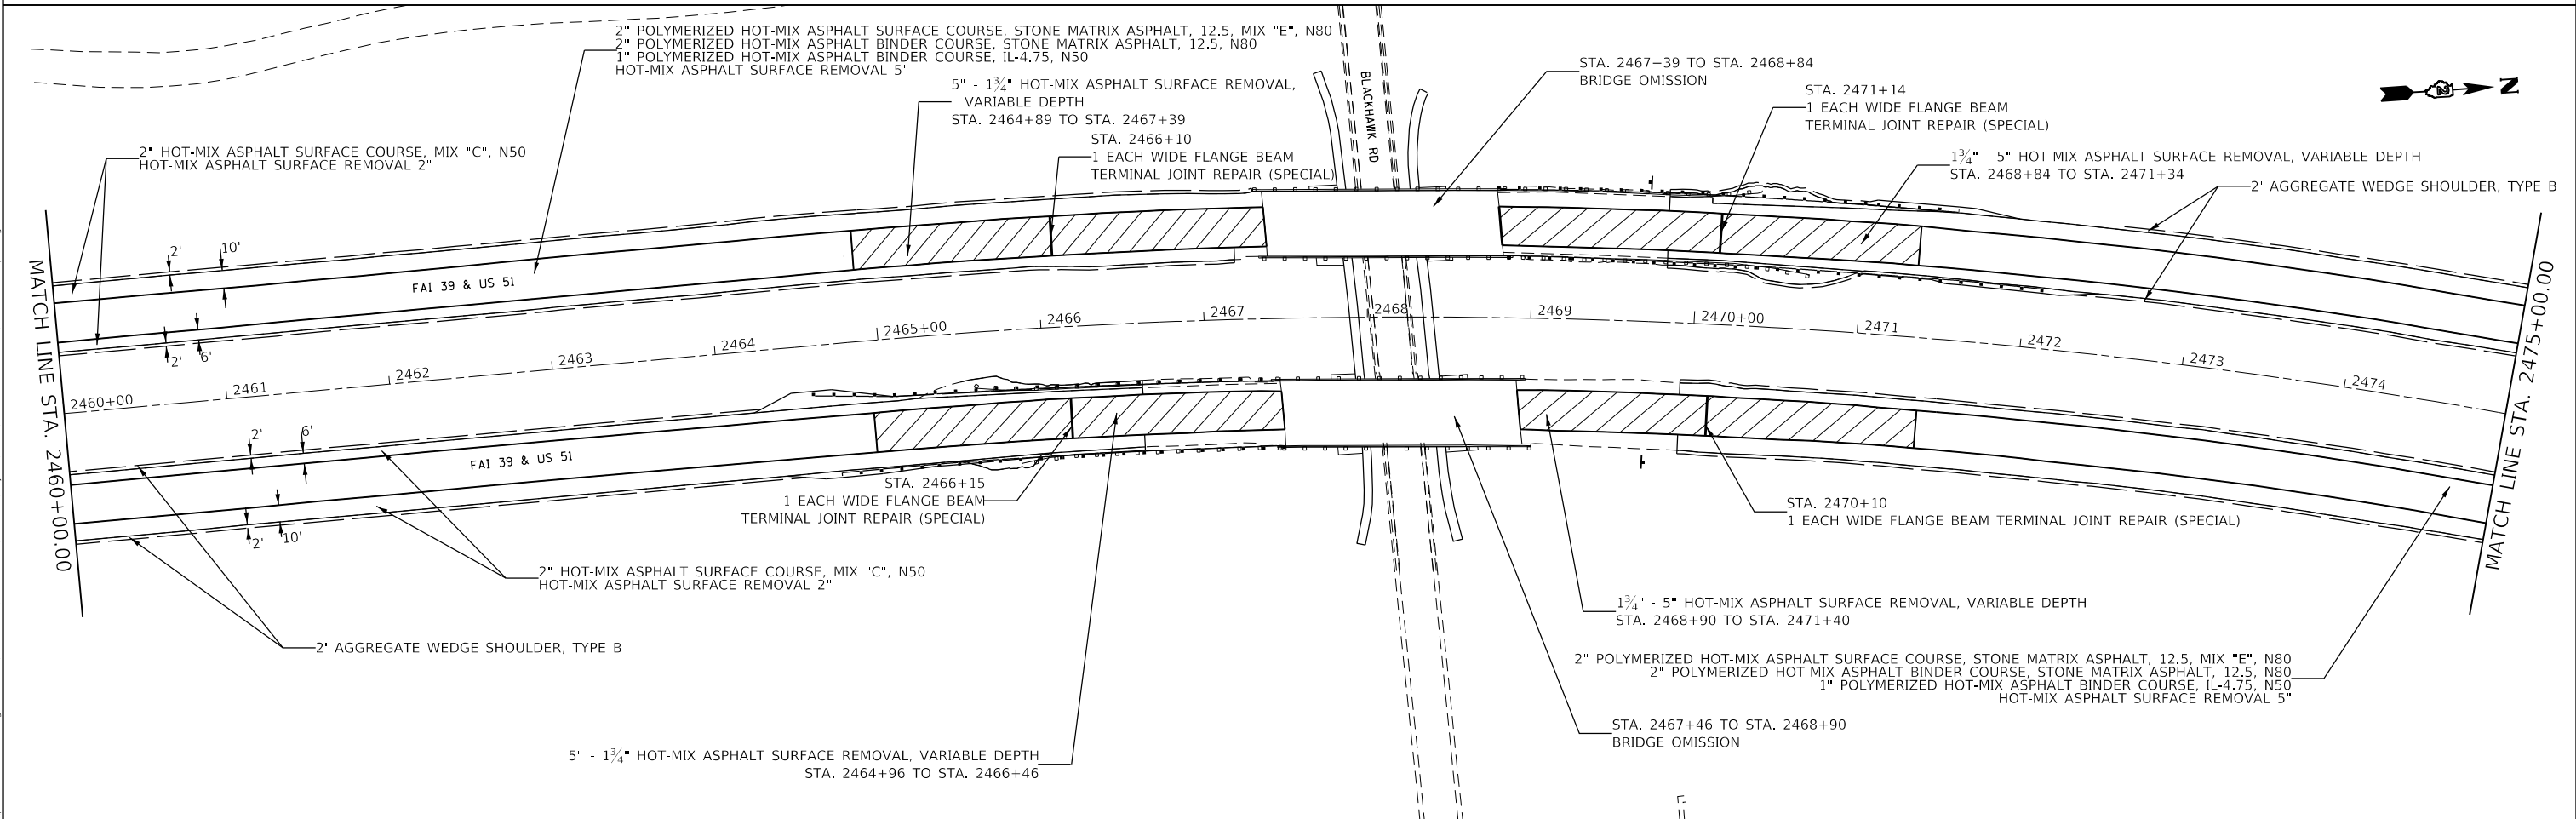 2" POLYMERIZED HOT-MIX ASPHALT SURFACE COURSE, STONE MATRIX ASPHALT, 12.5, MIX "E", N80
2" POLYMERIZED HOT-MIX ASPHALT BINDER COURSE, STONE MATRIX ASPHALT, 12.5, N80
1" POLYMERIZED HOT-MIX ASPHALT BINDER COURSE, IL-4.75, N50
HOT-MIX ASPHALT SURFACE REMOVAL 5"
5" - 1¾" HOT-MIX ASPHALT SURFACE REMOVAL,
VARIABLE DEPTH
STA. 2464+89 TO STA. 2467+39
STA. 2466+10
1 EACH WIDE FLANGE BEAM
TERMINAL JOINT REPAIR (SPECIAL)
BLACKHAWK RD
STA. 2467+39 TO STA. 2468+84
BRIDGE OMISSION
STA. 2471+14
1 EACH WIDE FLANGE BEAM
TERMINAL JOINT REPAIR (SPECIAL)
N
1¾" - 5" HOT-MIX ASPHALT SURFACE REMOVAL, VARIABLE DEPTH
STA. 2468+84 TO STA. 2471+34
2' AGGREGATE WEDGE SHOULDER, TYPE B
2" HOT-MIX ASPHALT SURFACE COURSE, MIX "C", N50
HOT-MIX ASPHALT SURFACE REMOVAL 2"
2'
10'
FAI 39 & US 51
2'
6'
MATCH LINE STA. 2460+00.00
2460+00
2461
2462
2463
2464
2465+00
2466
2467
2468
2469
2470+00
2471
2472
2473
2474
MATCH LINE STA. 2475+00.00
2'
6'
FAI 39 & US 51
2'
10'
STA. 2466+15
1 EACH WIDE FLANGE BEAM
TERMINAL JOINT REPAIR (SPECIAL)
STA. 2470+10
1 EACH WIDE FLANGE BEAM TERMINAL JOINT REPAIR (SPECIAL)
2" HOT-MIX ASPHALT SURFACE COURSE, MIX "C", N50
HOT-MIX ASPHALT SURFACE REMOVAL 2"
1¾" - 5" HOT-MIX ASPHALT SURFACE REMOVAL, VARIABLE DEPTH
STA. 2468+90 TO STA. 2471+40
2' AGGREGATE WEDGE SHOULDER, TYPE B
2" POLYMERIZED HOT-MIX ASPHALT SURFACE COURSE, STONE MATRIX ASPHALT, 12.5, MIX "E", N80
2" POLYMERIZED HOT-MIX ASPHALT BINDER COURSE, STONE MATRIX ASPHALT, 12.5, N80
1" POLYMERIZED HOT-MIX ASPHALT BINDER COURSE, IL-4.75, N50
HOT-MIX ASPHALT SURFACE REMOVAL 5"
STA. 2467+46 TO STA. 2468+90
BRIDGE OMISSION
5" - 1¾" HOT-MIX ASPHALT SURFACE REMOVAL, VARIABLE DEPTH
STA. 2464+96 TO STA. 2466+46